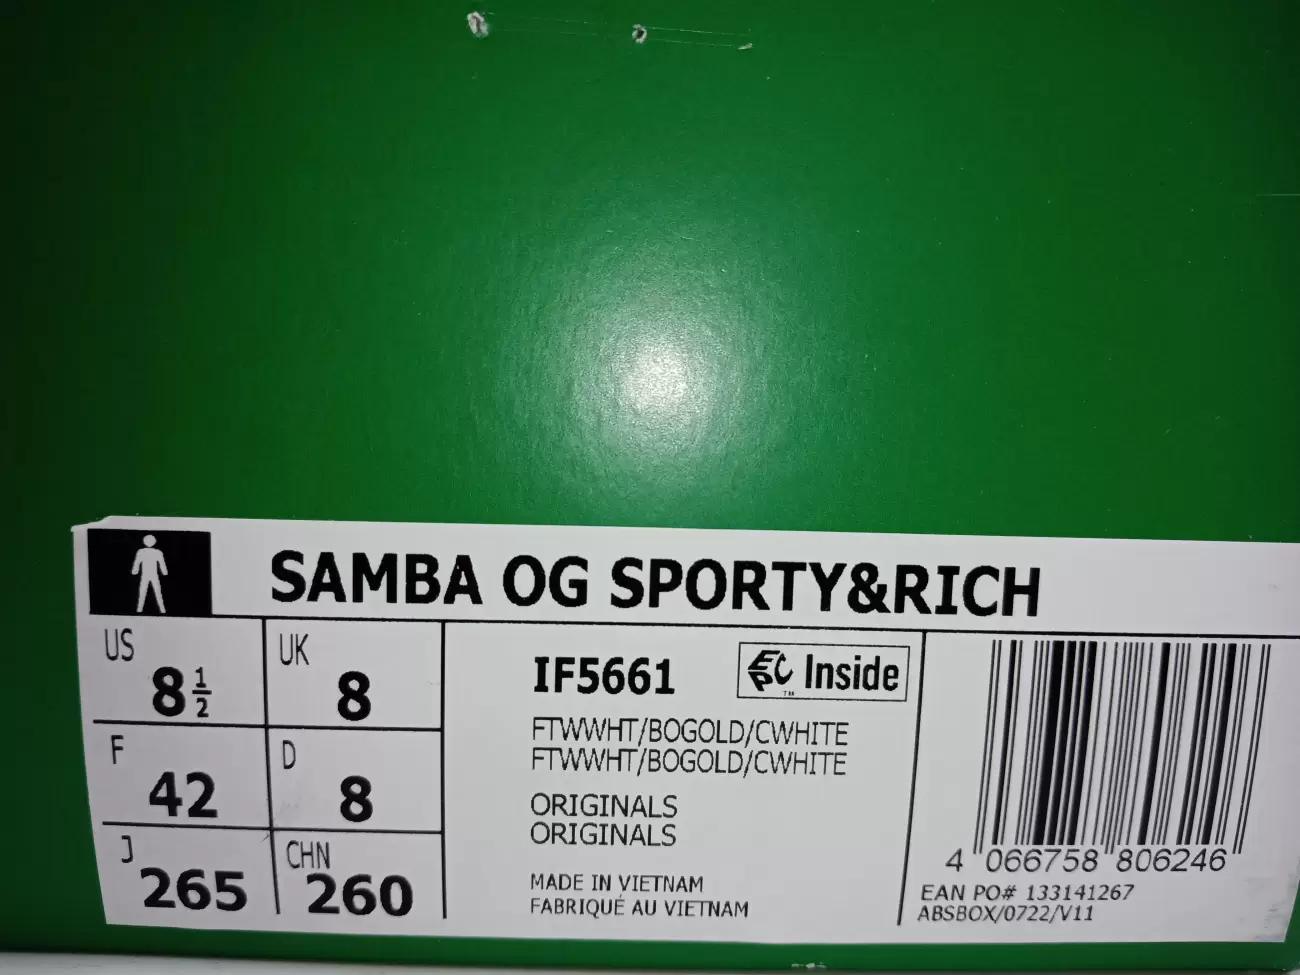 SAMBA OG SPORTY&RICH
US
8½
UK
8
F
42
D
8
J
265
CHN
260
IF5661
EPC Inside
TM
FTWWHT/BOGOLD/CWHITE
FTWWHT/BOGOLD/CWHITE
ORIGINALS
ORIGINALS
MADE IN VIETNAM
FABRIQUÉ AU VIETNAM
4 066758 806246
EAN PO# 133141267
ABSBOX/0722/V11